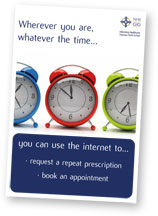 Wherever you are,
whatever the time...
you can use the internet to...
· request a repeat prescription
· book an appointment